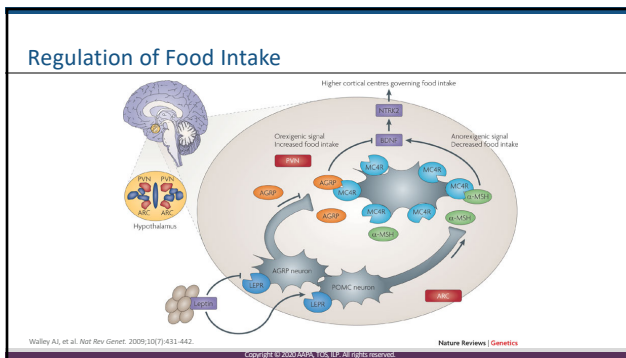 Regulation of Food Intake
Higher cortical centres governing food intake
NTRK2
Orexigenic signal
Increased food intake
BDNF
Anorexigenic signal
Decreased food intake
PVN
MC4R
MC4R
AGRP
AGRP
MC4R
MC4R
α-MSH
AGRP
MC4R
MC4R
α-MSH
α-MSH
PVN PVN
ARC ARC
Hypothalamus
AGRP neuron
LEPR
POMC neuron
LEPR
ARC
Leptin
Walley AJ, et al. Nat Rev Genet. 2009;10(7):431-442.
Nature Reviews | Genetics
Copyright © 2020 AAPA, TOS, ILP. All rights reserved.